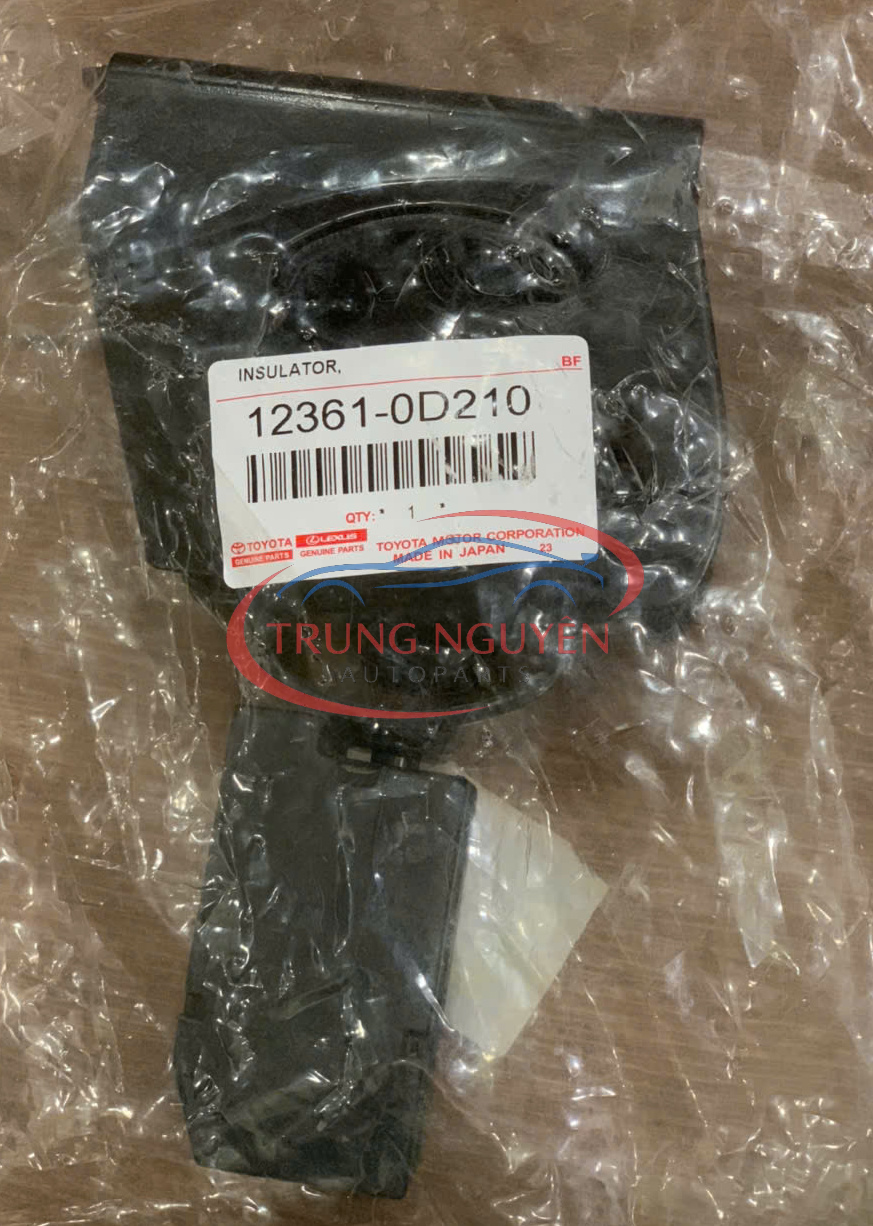 INSULATOR,
BF
12361-0D210
QTY: * 1 *
TOYOTA
GENUINE PARTS
LEXUS
GENUINE PARTS
TOYOTA MOTOR CORPORATION
MADE IN JAPAN 23
TRUNG NGUYÊN
AUTOPARTS